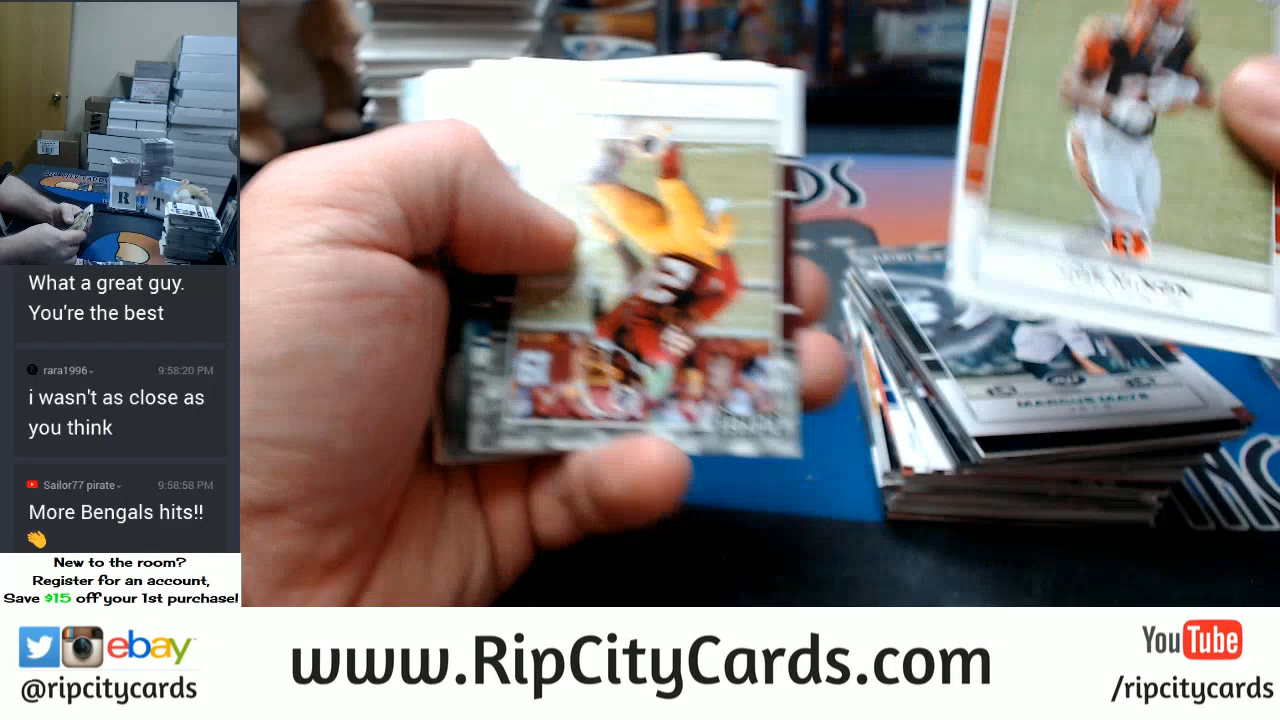 What a great guy.
You're the best
rara1996
9:58:20 PM
i wasn't as close as
you think
Sailor77 pirate
9:58:58 PM
More Bengals hits!!
👏
New to the room?
Register for an account,
Save $15 off your 1st purchase!
ebay
@ripcitycards
www.RipCityCards.com
YouTube
/ripcitycards
MARCUS MAYE
R T
DS